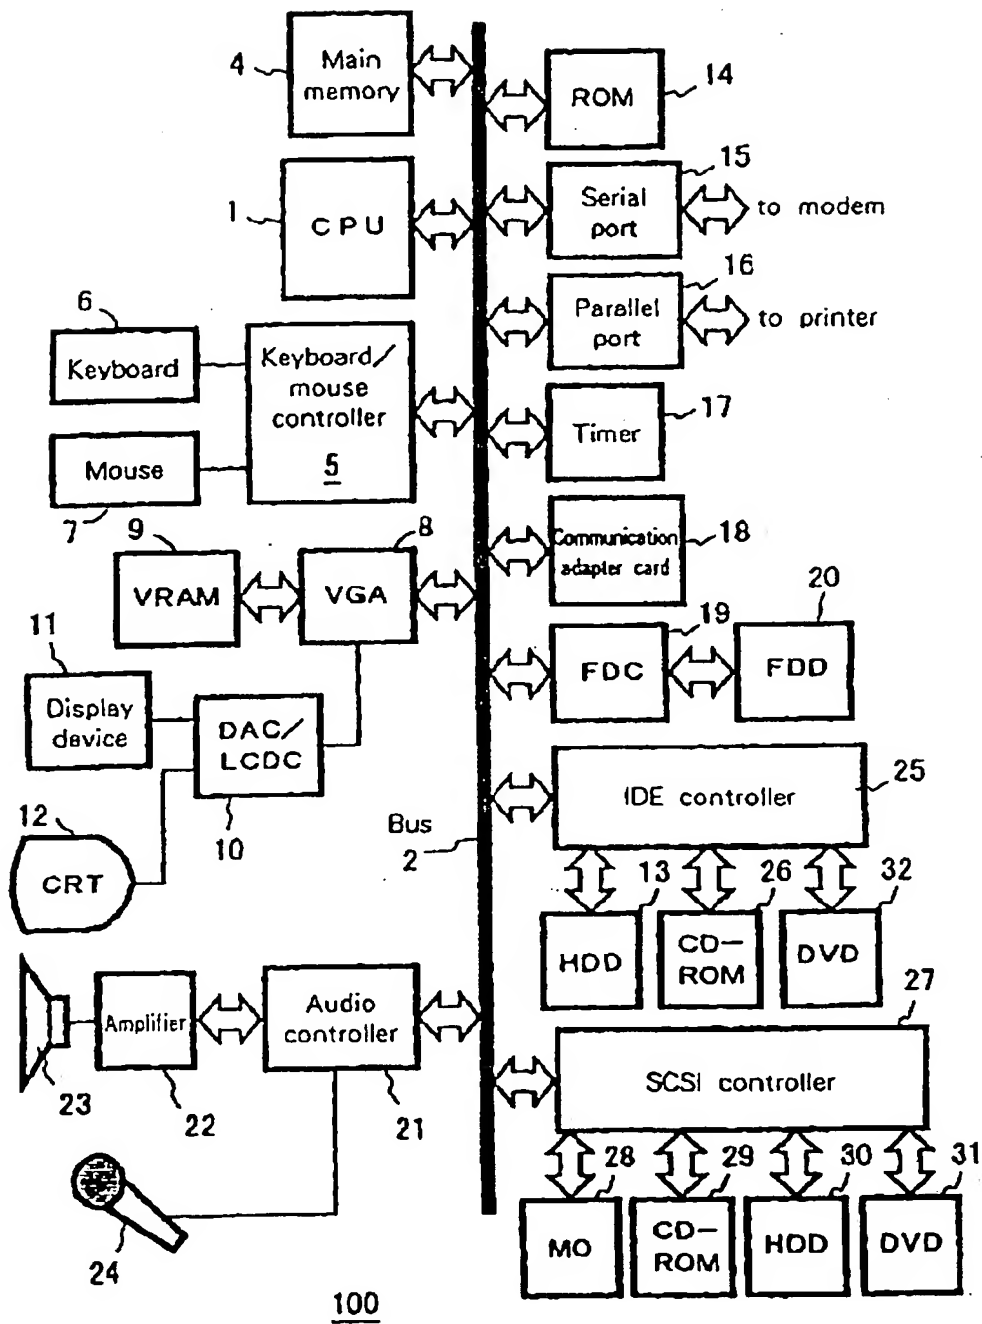 4
Main
memory
ROM
14
1
CPU
15
Serial
port
to modem
16
Parallel
port
to printer
6
Keyboard
Keyboard/
mouse
controller
5
Mouse
7
17
Timer
9
VRAM
8
VGA
Communication
adapter card
18
11
Display
device
DAC/
LCDC
10
19
FDC
20
FDD
12
CRT
Bus
2
IDE controller
25
13
HDD
26
CD-
ROM
32
DVD
23
Amplifier
22
Audio
controller
21
27
SCSI controller
24
28
MO
29
CD-
ROM
30
HDD
31
DVD
100